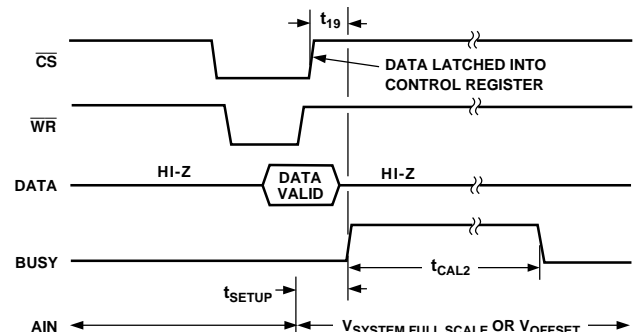 t19
CS
DATA LATCHED INTO
CONTROL REGISTER
WR
HI-Z
DATA
VALID
HI-Z
DATA
BUSY
tCAL2
tSETUP
AIN
VSYSTEM FULL SCALE OR VOFFSET